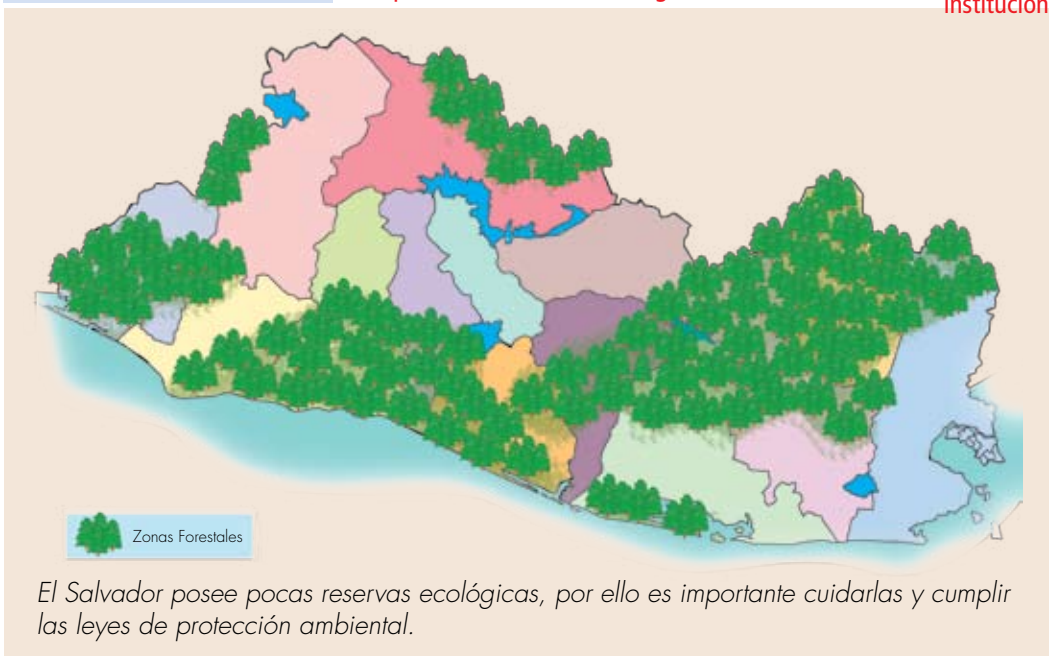 Institución
Zonas Forestales
El Salvador posee pocas reservas ecológicas, por ello es importante cuidarlas y cumplir
las leyes de protección ambiental.